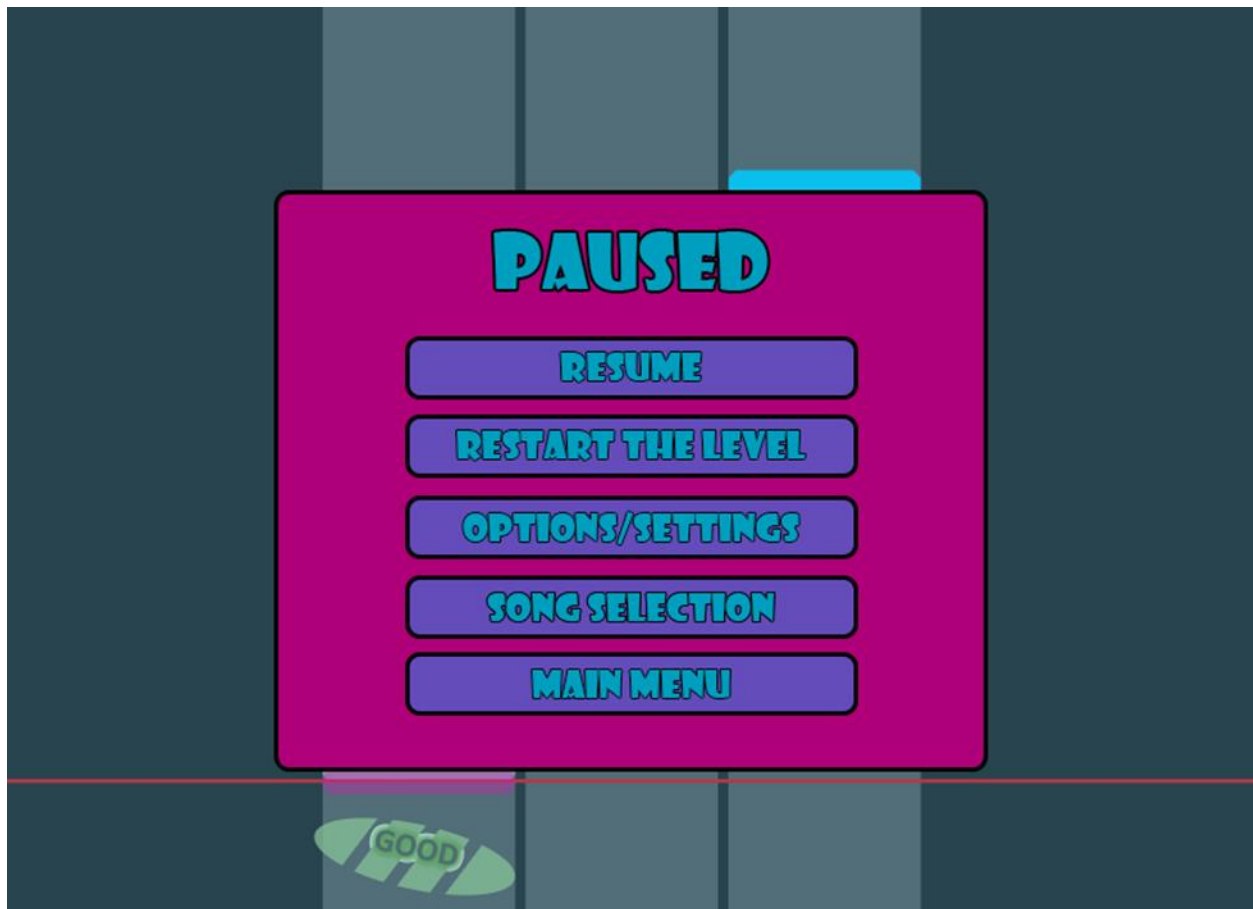 PAUSED
RESUME
RESTART THE LEVEL
OPTIONS/SETTINGS
SONG SELECTION
MAIN MENU
GOOD